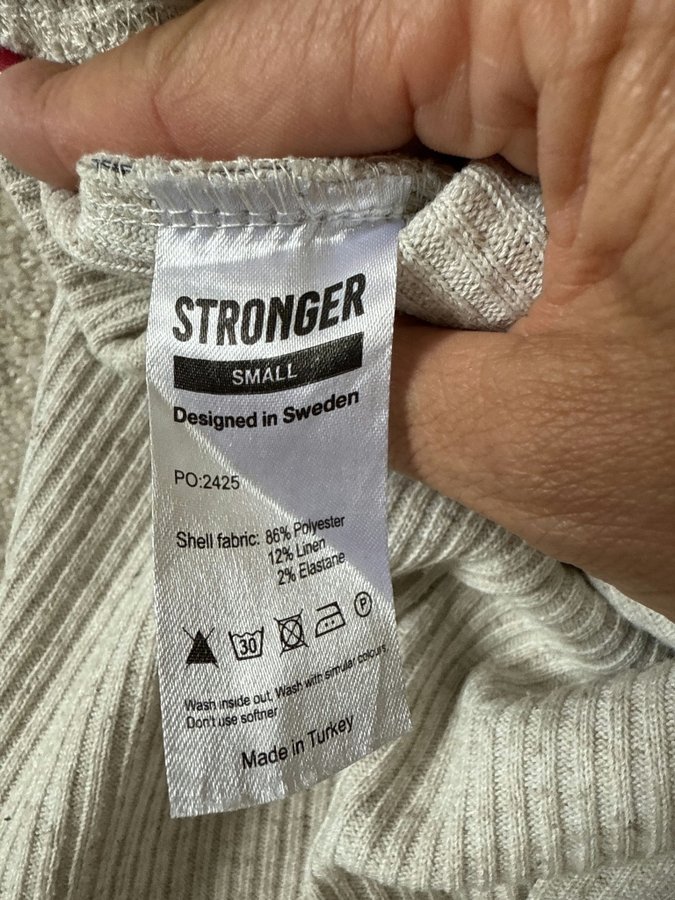 STRONGER
SMALL
Designed in Sweden
PO:2425
Shell fabric: 86% Polyester
12% Linen
2% Elastane
30
P
Wash inside out, Wash with simular colours
Don't use softner
Made in Turkey